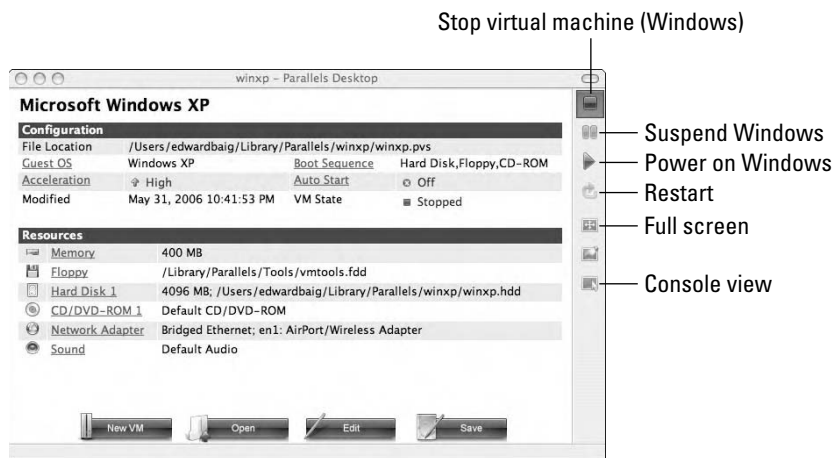 Stop virtual machine (Windows)
winxp – Parallels Desktop
Microsoft Windows XP
Configuration
File Location /Users/edwardbaig/Library/Parallels/winxp/winxp.pvs
Guest OS Windows XP Boot Sequence Hard Disk,Floppy,CD-ROM
Acceleration High Auto Start Off
Modified May 31, 2006 10:41:53 PM VM State Stopped
Resources
Memory 400 MB
Floppy /Library/Parallels/Tools/vmtools.fdd
Hard Disk 1 4096 MB; /Users/edwardbaig/Library/Parallels/winxp/winxp.hdd
CD/DVD-ROM 1 Default CD/DVD-ROM
Network Adapter Bridged Ethernet; en1: AirPort/Wireless Adapter
Sound Default Audio
New VM Open Edit Save
Suspend Windows
Power on Windows
Restart
Full screen
Console view